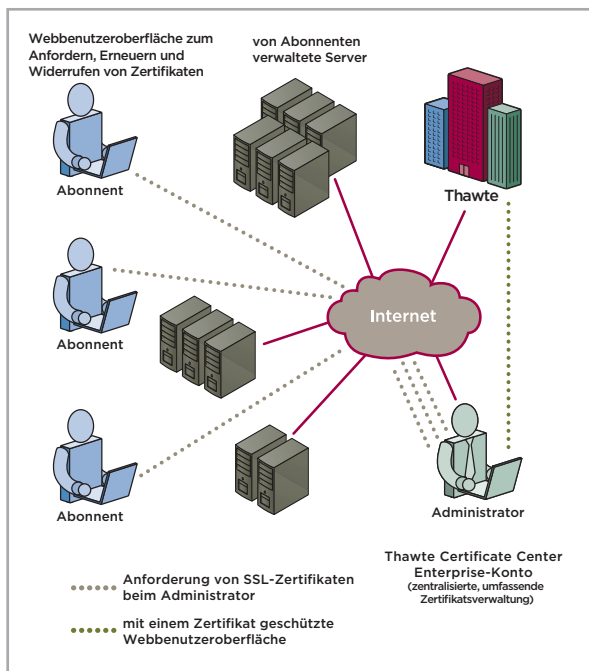 Webbenutzeroberfläche zum
Anfordern, Erneuern und
Widerrufen von Zertifikaten
von Abonnenten
verwaltete Server
Abonnent
Thawte
Abonnent
Internet
Abonnent
Administrator
Thawte Certificate Center
Enterprise-Konto
(zentralisierte, umfassende
Zertifikatsverwaltung)
Anforderung von SSL-Zertifikaten
beim Administrator
mit einem Zertifikat geschützte
Webbenutzeroberfläche